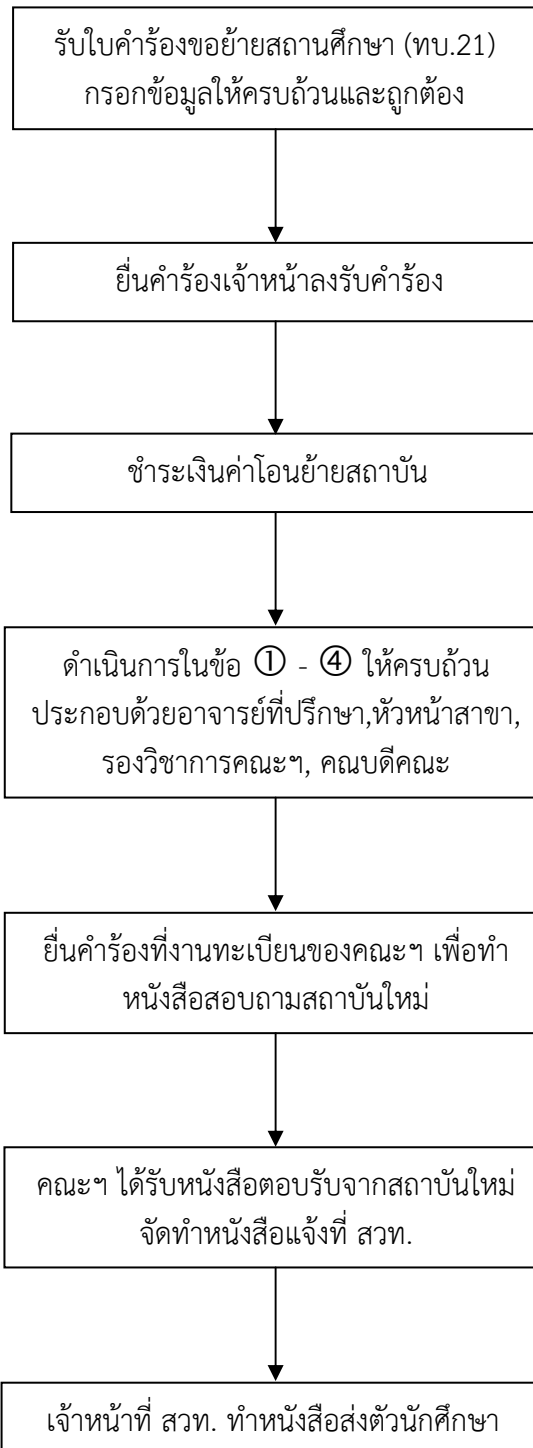 รับใบคำร้องขอย้ายสถานศึกษา (ทบ.21)
กรอกข้อมูลให้ครบถ้วนและถูกต้อง
ยื่นคำร้องเจ้าหน้าลงรับคำร้อง
ชำระเงินค่าโอนย้ายสถาบัน
ดำเนินการในข้อ ① - ④ ให้ครบถ้วน
ประกอบด้วยอาจารย์ที่ปรึกษา,หัวหน้าสาขา,
รองวิชาการคณะฯ, คณบดีคณะ
ยื่นคำร้องที่งานทะเบียนของคณะฯ เพื่อทำ
หนังสือสอบถามสถาบันใหม่
คณะฯ ได้รับหนังสือตอบรับจากสถาบันใหม่
จัดทำหนังสือแจ้งที่ สวท.
เจ้าหน้าที่ สวท. ทำหนังสือส่งตัวนักศึกษา